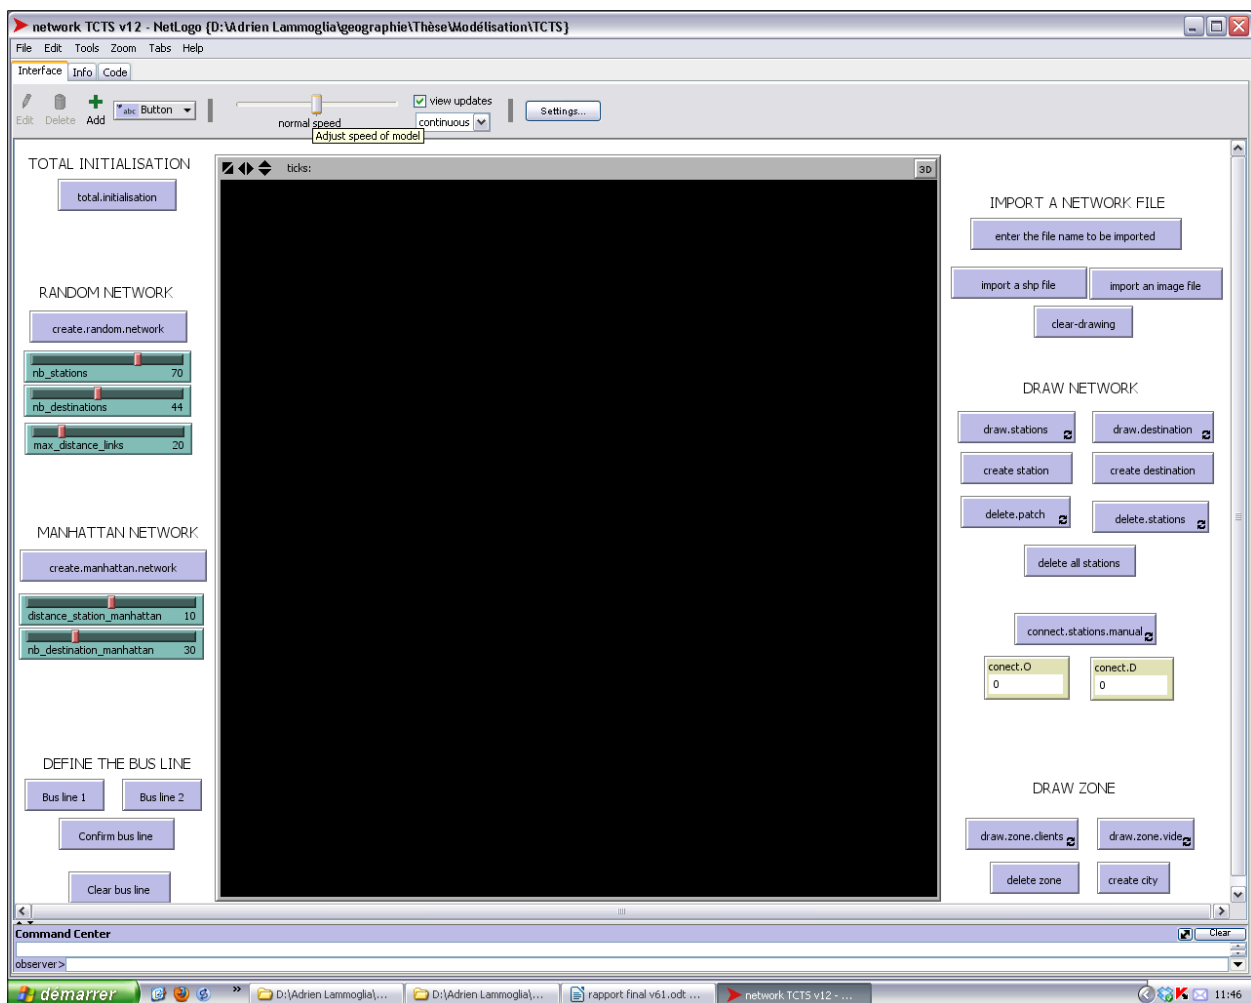 network TCTS v12 - NetLogo {D:\Adrien Lammoglia\geographie\Thèse\Modélisation\TCTS}
File Edit Tools Zoom Tabs Help
Interface Info Code
Edit Delete Add abc Button normal speed view updates continuous Settings...
Adjust speed of model
ticks: 3D
TOTAL INITIALISATION
total.initialisation
RANDOM NETWORK
create.random.network
nb_stations 70
nb_destinations 44
max_distance_links 20
MANHATTAN NETWORK
create.manhattan.network
distance_station_manhattan 10
nb_destination_manhattan 30
DEFINE THE BUS LINE
Bus line 1 Bus line 2
Confirm bus line
Clear bus line
IMPORT A NETWORK FILE
enter the file name to be imported
import a shp file import an image file
clear-drawing
DRAW NETWORK
draw.stations draw.destination
create station create destination
delete.patch delete.stations
delete all stations
connect.stations.manual
conect.O conect.D
0 0
DRAW ZONE
draw.zone.clients draw.zone.vide
delete zone create city
Command Center Clear
observer>
démarrer » D:\Adrien Lammoglia\... D:\Adrien Lammoglia\... rapport final v61.odt ... network TCTS v12 - ... 11:46